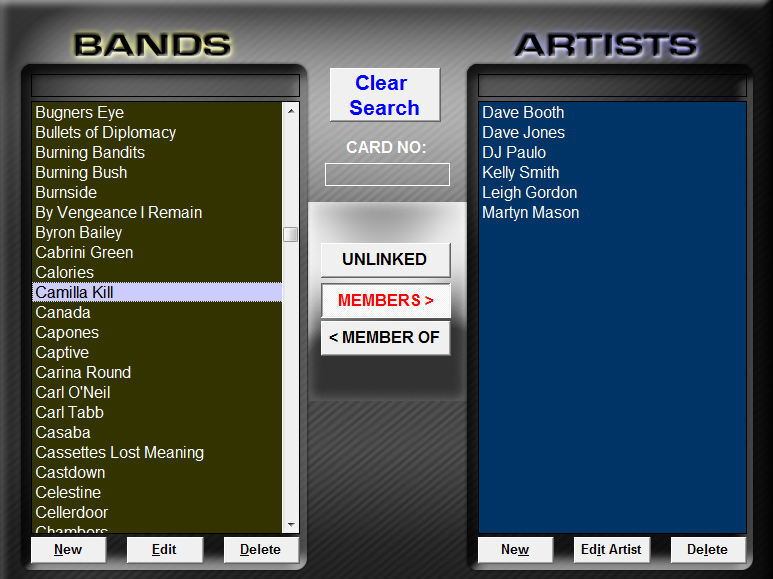 BANDS
Bugners Eye
Bullets of Diplomacy
Burning Bandits
Burning Bush
Burnside
By Vengeance I Remain
Byron Bailey
Cabrini Green
Calories
Camilla Kill
Canada
Capones
Captive
Carina Round
Carl O'Neil
Carl Tabb
Casaba
Cassettes Lost Meaning
Castdown
Celestine
Cellerdoor
Chambers
New Edit Delete
Clear
Search
CARD NO:
UNLINKED
MEMBERS >
< MEMBER OF
ARTISTS
Dave Booth
Dave Jones
DJ Paulo
Kelly Smith
Leigh Gordon
Martyn Mason
New Edit Artist Delete